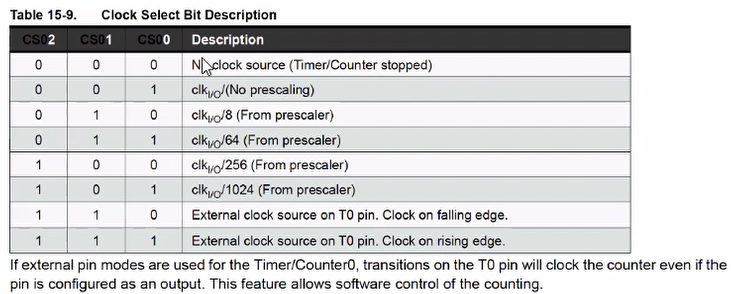 Table 15-9. Clock Select Bit Description
CS02 CS01 CS00 Description
0 0 0 No clock source (Timer/Counter stopped)
0 0 1 clkI/O/(No prescaling)
0 1 0 clkI/O/8 (From prescaler)
0 1 1 clkI/O/64 (From prescaler)
1 0 0 clkI/O/256 (From prescaler)
1 0 1 clkI/O/1024 (From prescaler)
1 1 0 External clock source on T0 pin. Clock on falling edge.
1 1 1 External clock source on T0 pin. Clock on rising edge.
If external pin modes are used for the Timer/Counter0, transitions on the T0 pin will clock the counter even if the
pin is configured as an output. This feature allows software control of the counting.